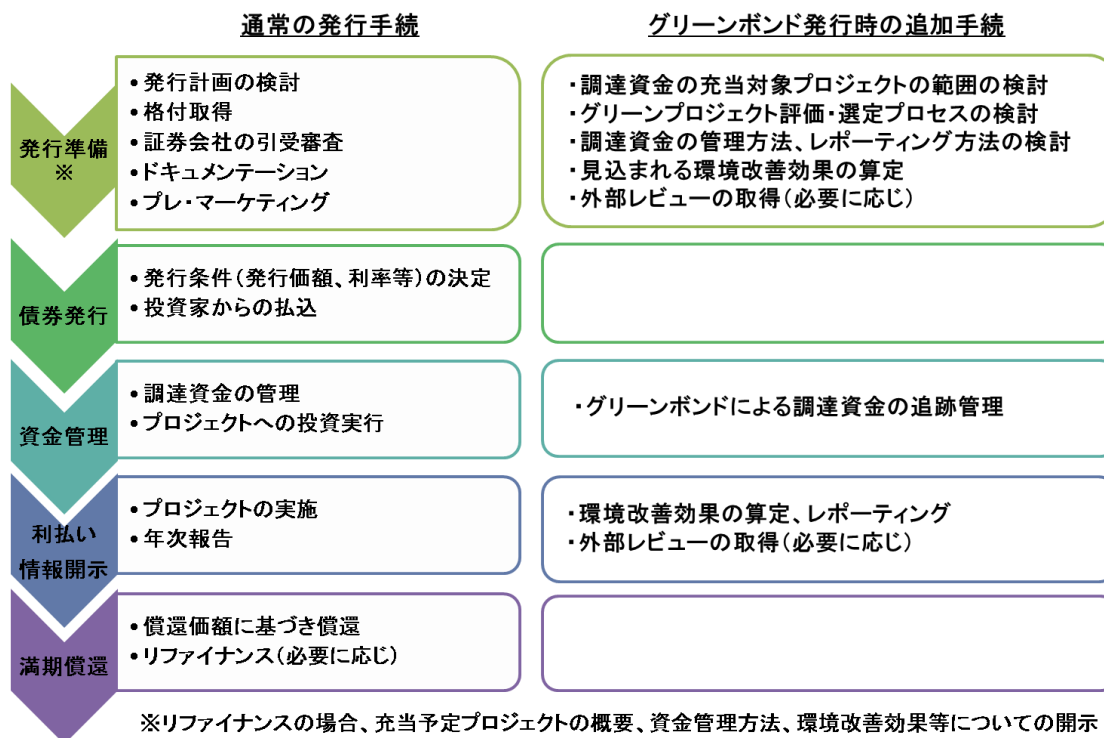 通常の発行手続
グリーンボンド発行時の追加手続
発行準備
※
•発行計画の検討
•格付取得
•証券会社の引受審査
•ドキュメンテーション
•プレ・マーケティング
・調達資金の充当対象プロジェクトの範囲の検討
・グリーンプロジェクト評価・選定プロセスの検討
・調達資金の管理方法、レポーティング方法の検討
・見込まれる環境改善効果の算定
・外部レビューの取得(必要に応じ)
債券発行
•発行条件(発行価額、利率等)の決定
•投資家からの払込
資金管理
•調達資金の管理
•プロジェクトへの投資実行
・グリーンボンドによる調達資金の追跡管理
利払い
情報開示
•プロジェクトの実施
•年次報告
・環境改善効果の算定、レポーティング
・外部レビューの取得(必要に応じ)
満期償還
•償還価額に基づき償還
•リファイナンス(必要に応じ)
※リファイナンスの場合、充当予定プロジェクトの概要、資金管理方法、環境改善効果等についての開示